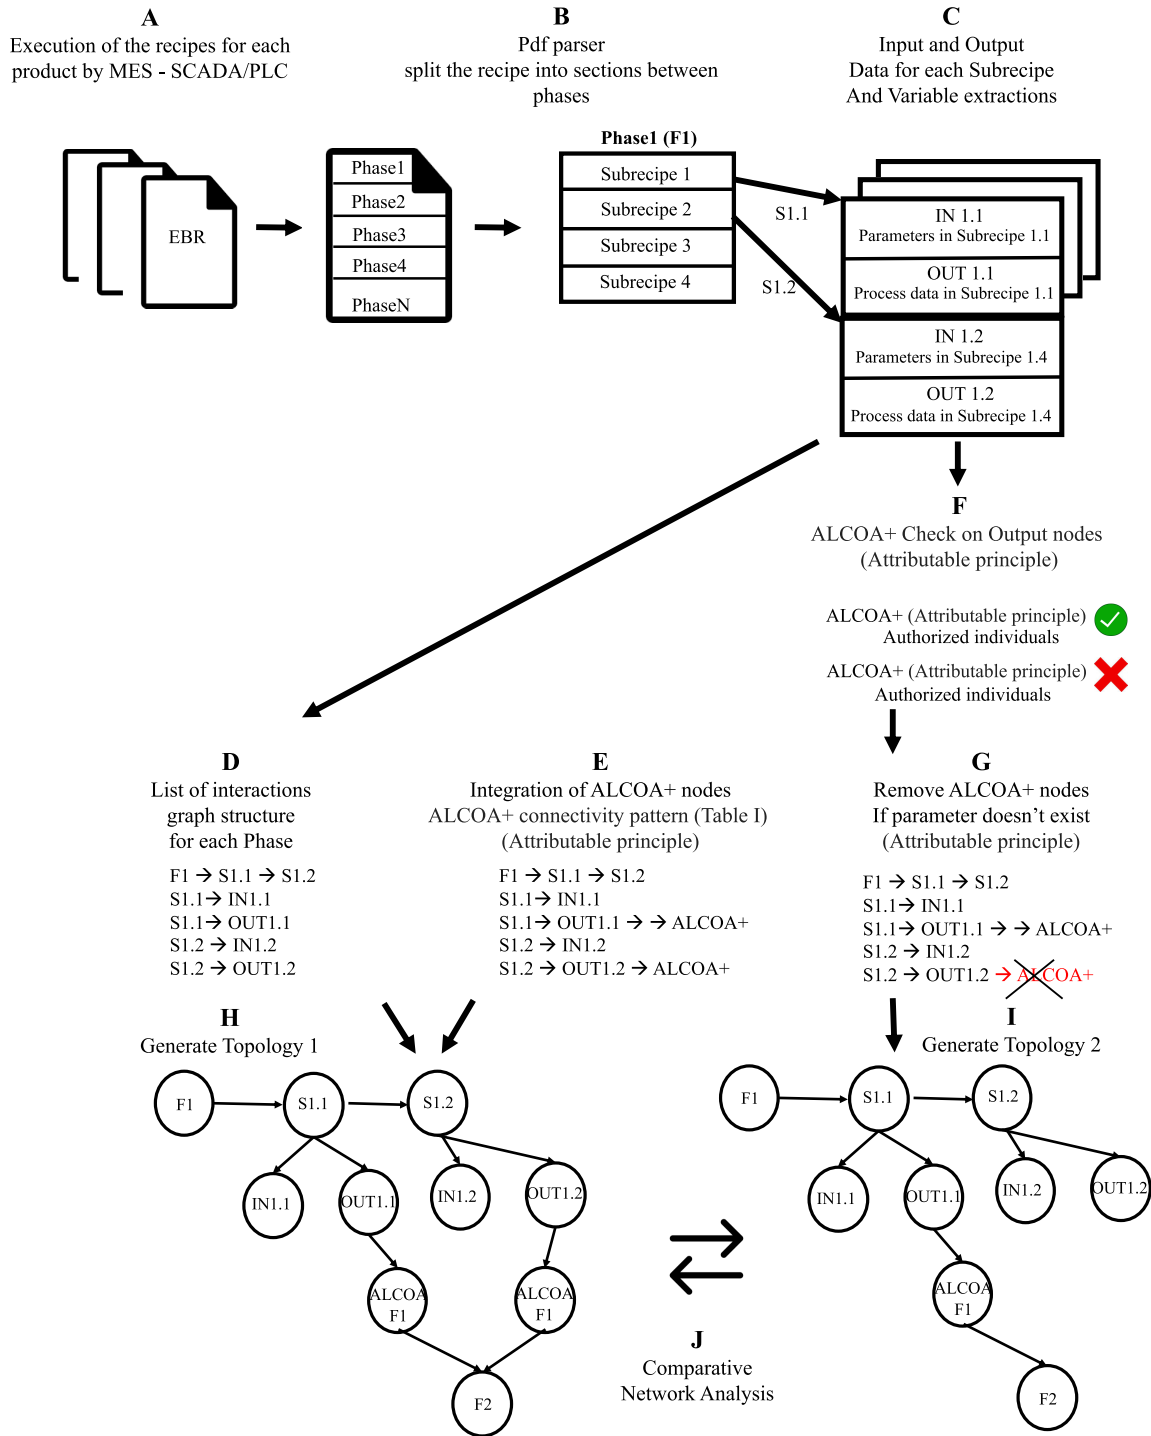 A
Execution of the recipes for each
product by MES - SCADA/PLC
B
Pdf parser
split the recipe into sections between
phases
C
Input and Output
Data for each Subrecipe
And Variable extractions
EBR
Phase1
Phase2
Phase3
Phase4
PhaseN
Phase1 (F1)
Subrecipe 1
Subrecipe 2
Subrecipe 3
Subrecipe 4
S1.1
S1.2
IN 1.1
Parameters in Subrecipe 1.1
OUT 1.1
Process data in Subrecipe 1.1
IN 1.2
Parameters in Subrecipe 1.4
OUT 1.2
Process data in Subrecipe 1.4
F
ALCOA+ Check on Output nodes
(Attributable principle)
ALCOA+ (Attributable principle)
Authorized individuals
ALCOA+ (Attributable principle)
Authorized individuals
D
List of interactions
graph structure
for each Phase
F1 → S1.1 → S1.2
S1.1→ IN1.1
S1.1→ OUT1.1
S1.2 → IN1.2
S1.2 → OUT1.2
E
Integration of ALCOA+ nodes
ALCOA+ connectivity pattern (Table I)
(Attributable principle)
F1 → S1.1 → S1.2
S1.1→ IN1.1
S1.1→ OUT1.1 → → ALCOA+
S1.2 → IN1.2
S1.2 → OUT1.2 → ALCOA+
G
Remove ALCOA+ nodes
If parameter doesn't exist
(Attributable principle)
F1 → S1.1 → S1.2
S1.1→ IN1.1
S1.1→ OUT1.1 → → ALCOA+
S1.2 → IN1.2
S1.2 → OUT1.2 → ALCOA+
H
Generate Topology 1
F1
S1.1
S1.2
IN1.1
OUT1.1
IN1.2
OUT1.2
ALCOA
F1
ALCOA
F1
F2
I
Generate Topology 2
F1
S1.1
S1.2
IN1.1
OUT1.1
IN1.2
OUT1.2
ALCOA
F1
F2
J
Comparative
Network Analysis